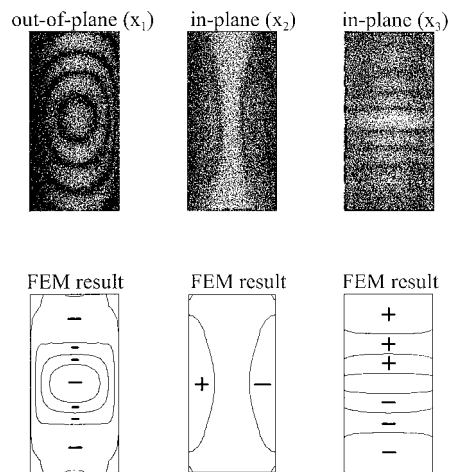 out-of-plane (x₁) in-plane (x₂) in-plane (x₃)
FEM result FEM result FEM result
− + − + 
− + 
− + 
− + − −
− −
− −
−